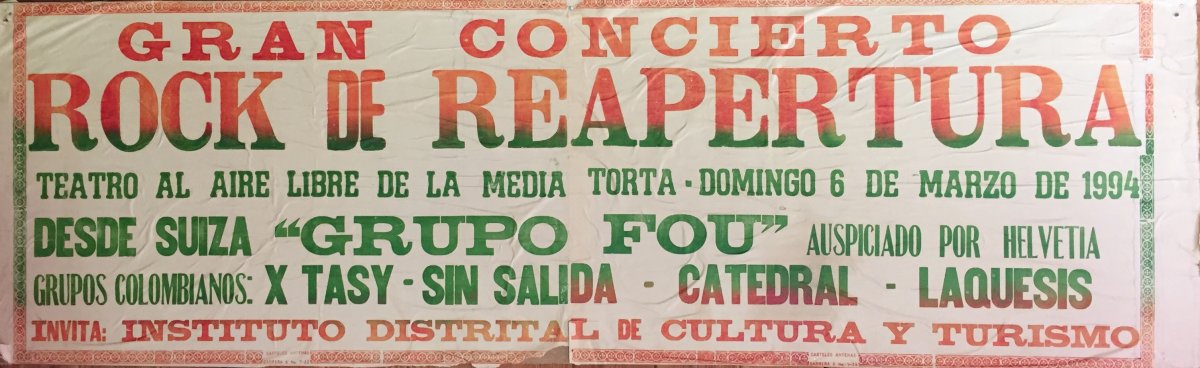 GRAN CONCIERTO
ROCK DE REAPERTURA
TEATRO AL AIRE LIBRE DE LA MEDIA TORTA · DOMINGO 6 DE MARZO DE 1994
DESDE SUIZA “GRUPO FOU” AUSPICIADO POR HELVETIA
GRUPOS COLOMBIANOS: X TASY - SIN SALIDA - CATEDRAL - LAQUESIS
INVITA: INSTITUTO DISTRITAL DE CULTURA Y TURISMO
CARTELES ANTENAS